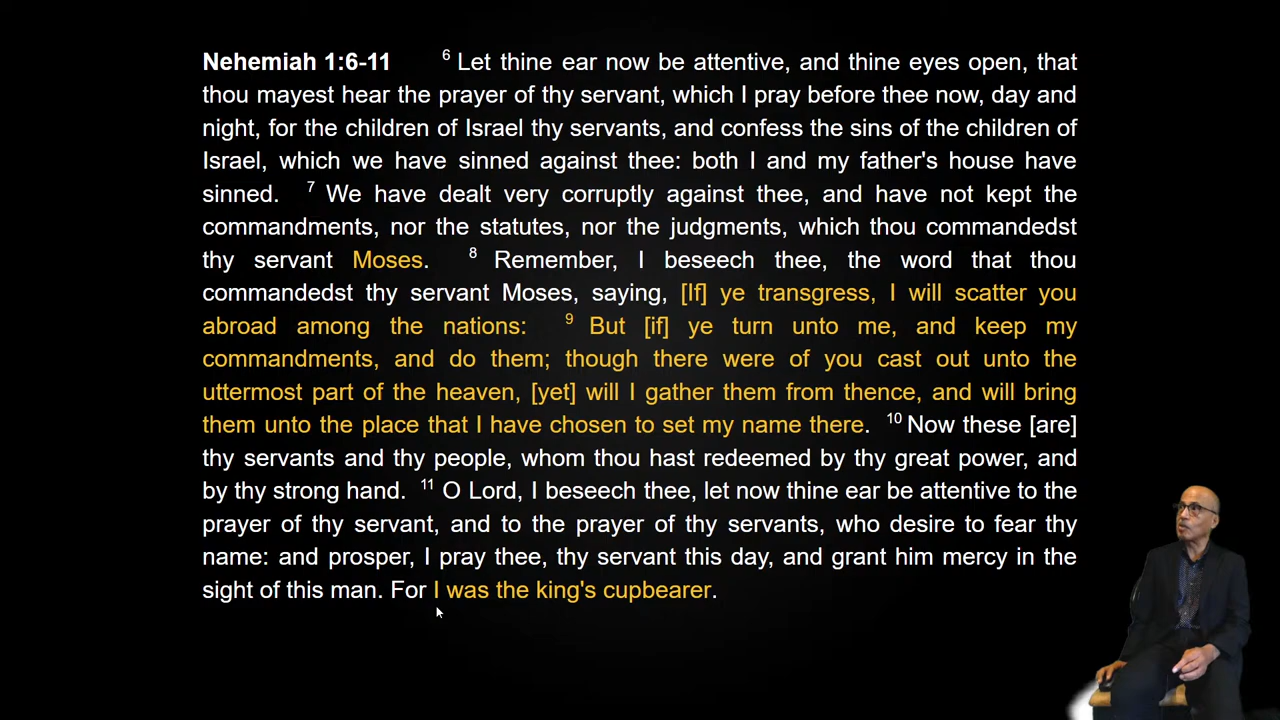 Nehemiah 1:6-11 6 Let thine ear now be attentive, and thine eyes open, that
thou mayest hear the prayer of thy servant, which I pray before thee now, day and
night, for the children of Israel thy servants, and confess the sins of the children of
Israel, which we have sinned against thee: both I and my father's house have
sinned. 7 We have dealt very corruptly against thee, and have not kept the
commandments, nor the statutes, nor the judgments, which thou commandedst
thy servant Moses. 8 Remember, I beseech thee, the word that thou
commandedst thy servant Moses, saying, [If] ye transgress, I will scatter you
abroad among the nations: 9 But [if] ye turn unto me, and keep my
commandments, and do them; though there were of you cast out unto the
uttermost part of the heaven, [yet] will I gather them from thence, and will bring
them unto the place that I have chosen to set my name there. 10 Now these [are]
thy servants and thy people, whom thou hast redeemed by thy great power, and
by thy strong hand. 11 O Lord, I beseech thee, let now thine ear be attentive to the
prayer of thy servant, and to the prayer of thy servants, who desire to fear thy
name: and prosper, I pray thee, thy servant this day, and grant him mercy in the
sight of this man. For I was the king's cupbearer.